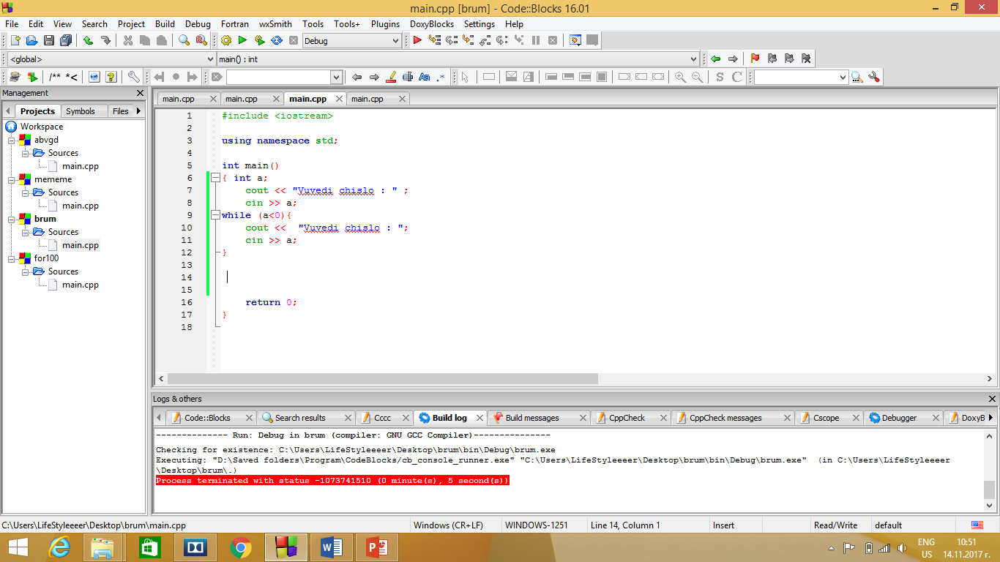 main.cpp [brum] - Code::Blocks 16.01
File Edit View Search Project Build Debug Fortran wxSmith Tools Tools+ Plugins DoxyBlocks Settings Help
Debug
<global> main() : int
/** *< Aa .* S C
Management
Projects Symbols Files
main.cpp main.cpp main.cpp main.cpp
Workspace
abvgd
Sources
main.cpp
mememe
Sources
main.cpp
brum
Sources
main.cpp
for100
Sources
main.cpp
1 #include <iostream>
2
3 using namespace std;
4
5 int main()
6 { int a;
7 cout << "Vuvedi chislo : " ;
8 cin >> a;
9 while (a<0){
10 cout <<  "Vuvedi chislo : ";
11 cin >> a;
12 }
13
14
15
16 return 0;
17 }
18
Logs & others
Code::Blocks Search results Cccc Build log Build messages CppCheck CppCheck messages Cscope Debugger DoxyB
-------------- Run: Debug in brum (compiler: GNU GCC Compiler)---------------
Checking for existence: C:\Users\LifeStyleeeer\Desktop\brum\bin\Debug\brum.exe
Executing: "D:\Saved folders\Program\CodeBlocks/cb_console_runner.exe" "C:\Users\LifeStyleeeer\Desktop\brum\bin\Debug\brum.exe"  (in C:\Users\LifeStyleeeer
\Desktop\brum\.)
Process terminated with status -1073741510 (0 minute(s), 5 second(s))
C:\Users\LifeStyleeeer\Desktop\brum\main.cpp Windows (CR+LF) WINDOWS-1251 Line 14, Column 1 Insert Read/Write default
ENG 10:51
US 14.11.2017 г.